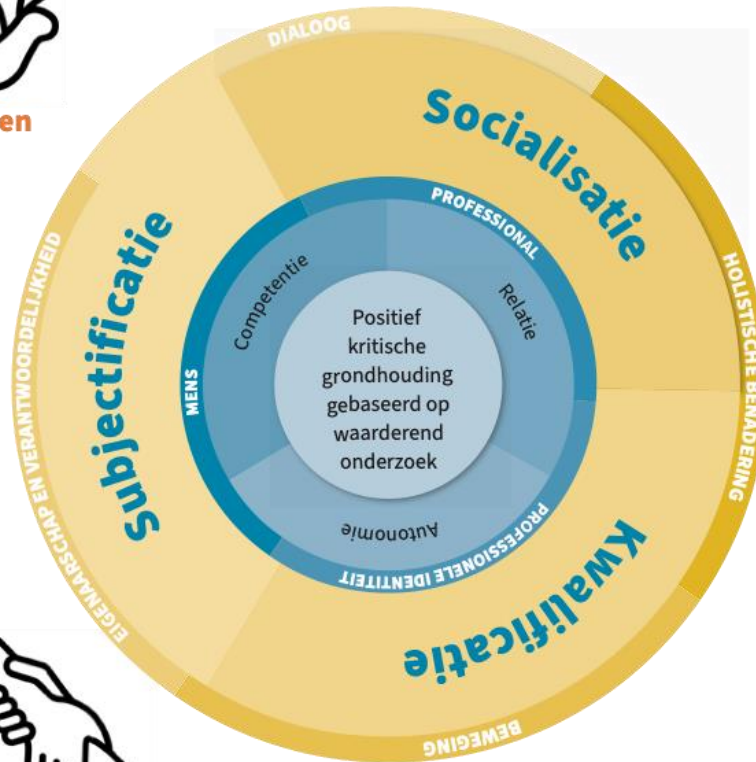 en
DIALOOG
Socialisatie
HOLISTISCHE BENADERING
Kwalificatie
BEWEGING
EIGENAARSCHAP EN VERANTWOORDELIJKHEID
Subjectificatie
PROFESSIONAL
MENS
PROFESSIONELE IDENTITEIT
Competentie
Relatie
Autonomie
Positief
kritische
grondhouding
gebaseerd op
waarderend
onderzoek